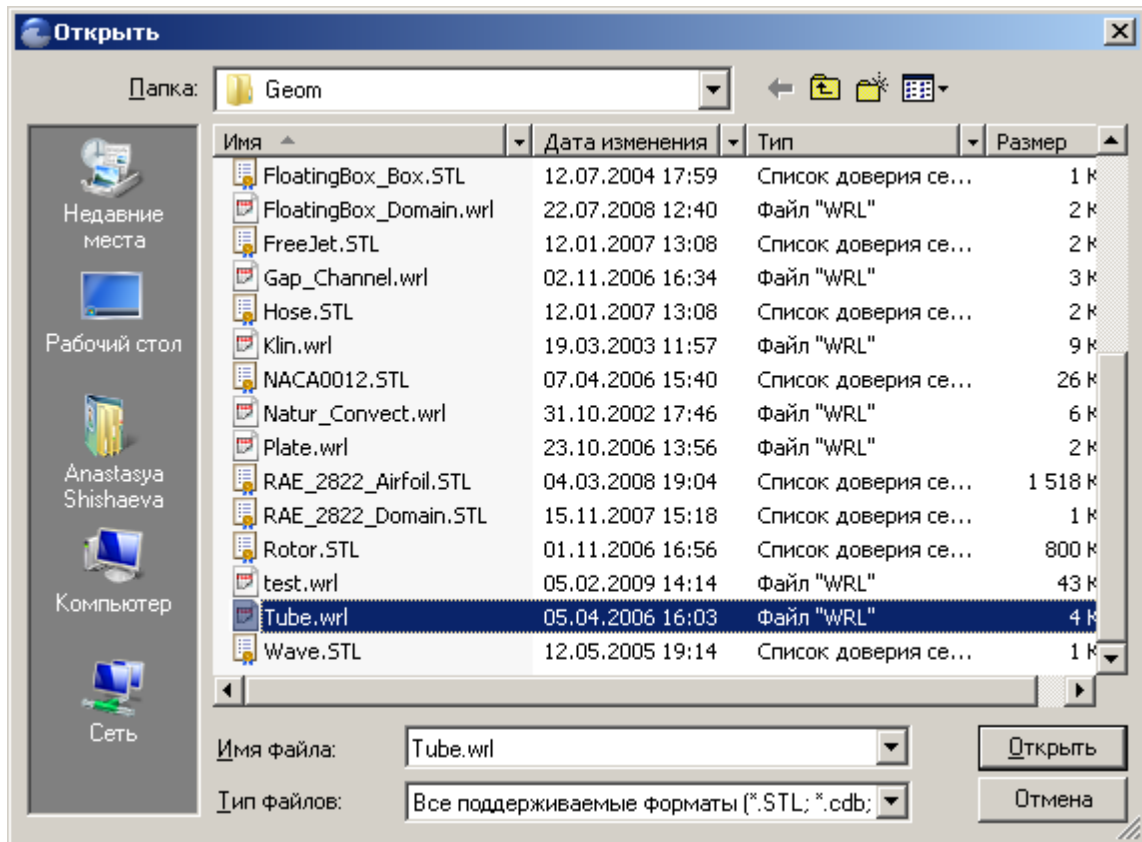 Открыть
Папка: Geom
Имя Дата изменения Тип Размер
FloatingBox_Box.STL 12.07.2004 17:59 Список доверия се... 1 К
FloatingBox_Domain.wrl 22.07.2008 12:40 Файл "WRL" 2 К
FreeJet.STL 12.01.2007 13:08 Список доверия се... 2 К
Gap_Channel.wrl 02.11.2006 16:34 Файл "WRL" 3 К
Hose.STL 12.01.2007 13:08 Список доверия се... 2 К
Klin.wrl 19.03.2003 11:57 Файл "WRL" 9 К
NACA0012.STL 07.04.2006 15:40 Список доверия се... 26 К
Natur_Convect.wrl 31.10.2002 17:46 Файл "WRL" 6 К
Plate.wrl 23.10.2006 13:56 Файл "WRL" 2 К
RAE_2822_Airfoil.STL 04.03.2008 19:04 Список доверия се... 1 518 К
RAE_2822_Domain.STL 15.11.2007 15:18 Список доверия се... 1 К
Rotor.STL 01.11.2006 16:56 Список доверия се... 800 К
test.wrl 05.02.2009 14:14 Файл "WRL" 43 К
Tube.wrl 05.04.2006 16:03 Файл "WRL" 4 К
Wave.STL 12.05.2005 19:14 Список доверия се... 1 К
Недавние
места
Рабочий стол
Anastasya
Shishaeva
Компьютер
Сеть
Имя файла: Tube.wrl Открыть
Тип файлов: Все поддерживаемые форматы (*.STL; *.cdb; Отмена